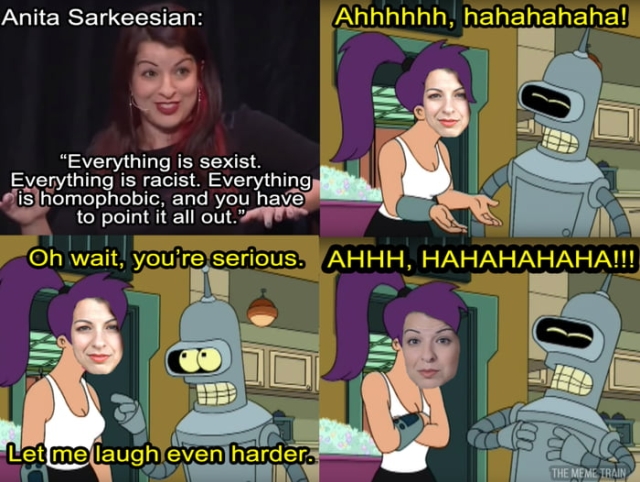 Anita Sarkeesian:
“Everything is sexist.
Everything is racist. Everything
is homophobic, and you have
to point it all out.”
Ahhhhhh, hahahahaha!
Oh wait, you're serious.
Let me laugh even harder.
AHHH, HAHAHAHAHA!!!
THE MEME TRAIN